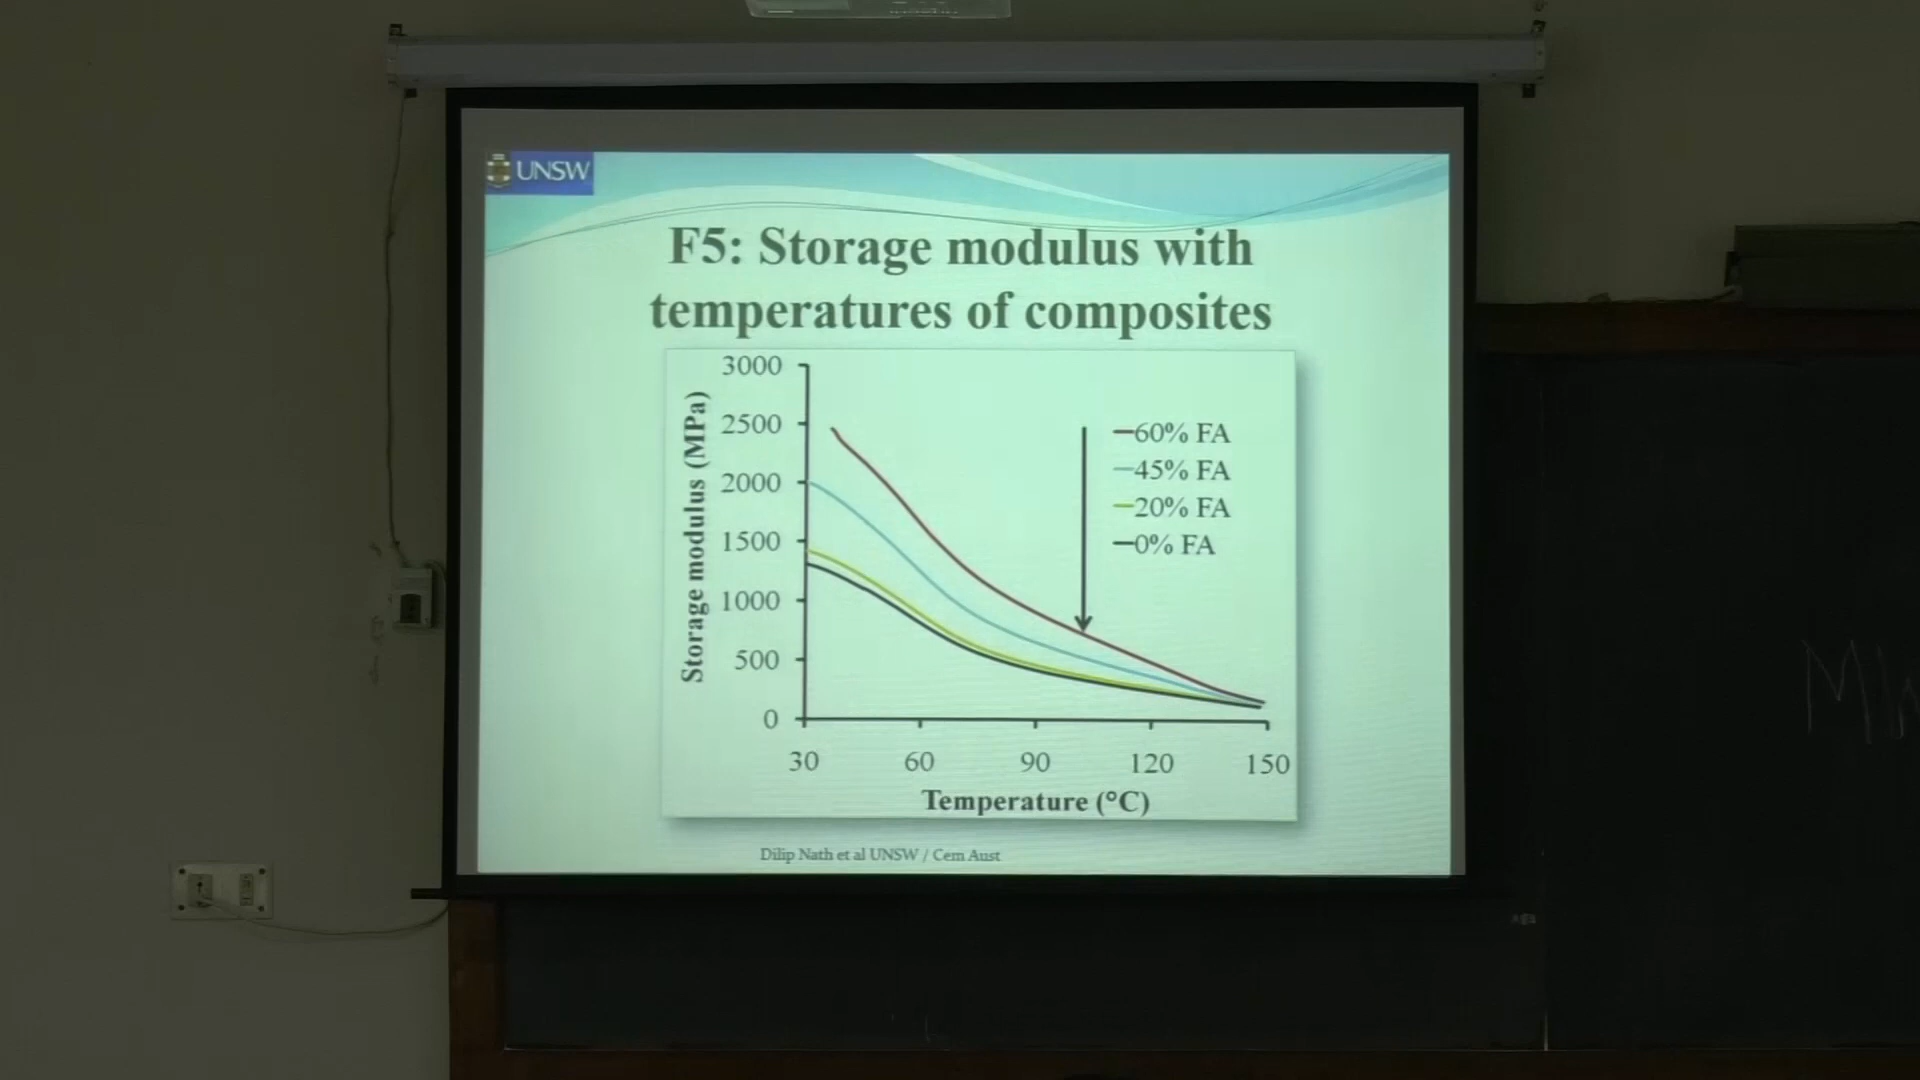 UNSW
F5: Storage modulus with
temperatures of composites
3000
2500
2000
1500
1000
500
0
Storage modulus (MPa)
60% FA
45% FA
20% FA
0% FA
30 60 90 120 150
Temperature (°C)
Dilip Nath et al UNSW / Cem Aust